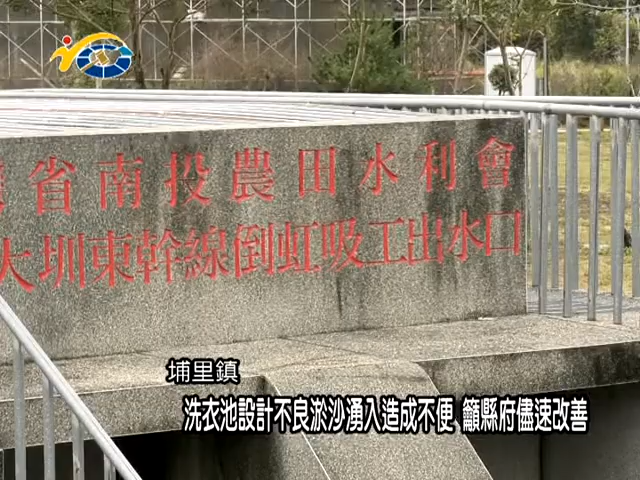 省南投農田水利會
大圳東幹線倒虹吸工出水口
埔里鎮
洗衣池設計不良淤沙湧入造成不便 籲縣府儘速改善